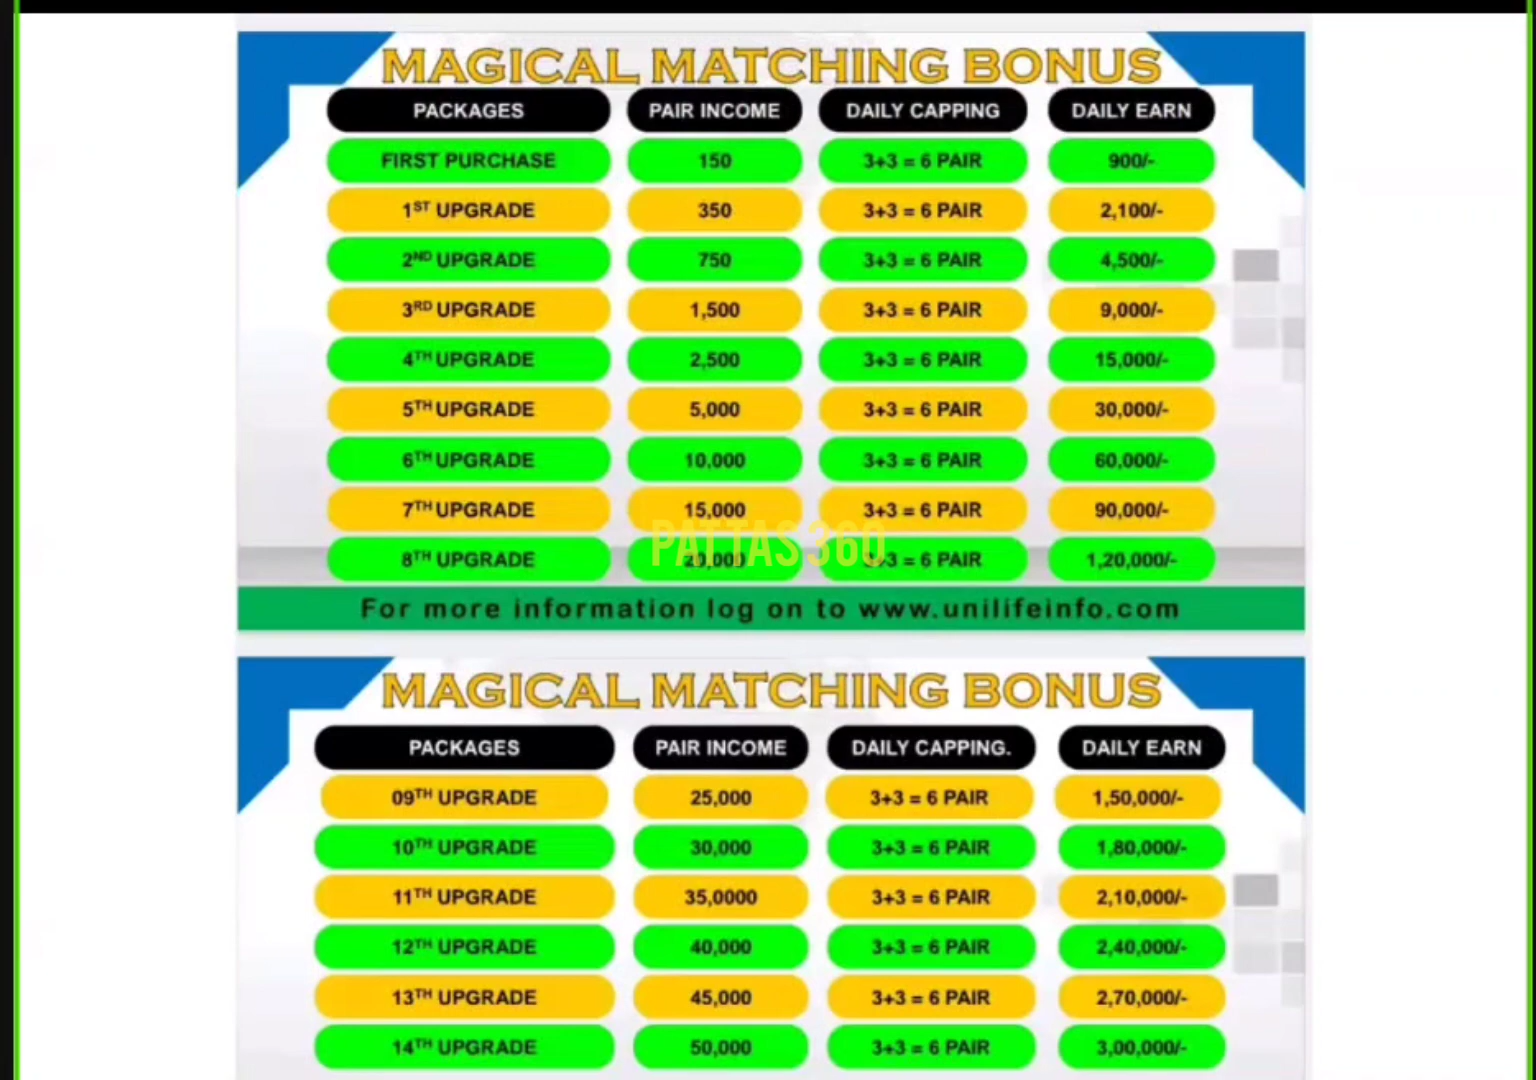 MAGICAL MATCHING BONUS
PACKAGES PAIR INCOME DAILY CAPPING DAILY EARN
FIRST PURCHASE 150 3+3 = 6 PAIR 900/-
1ST UPGRADE 350 3+3 = 6 PAIR 2,100/-
2ND UPGRADE 750 3+3 = 6 PAIR 4,500/-
3RD UPGRADE 1,500 3+3 = 6 PAIR 9,000/-
4TH UPGRADE 2,500 3+3 = 6 PAIR 15,000/-
5TH UPGRADE 5,000 3+3 = 6 PAIR 30,000/-
6TH UPGRADE 10,000 3+3 = 6 PAIR 60,000/-
7TH UPGRADE 15,000 3+3 = 6 PAIR 90,000/-
PATTAS 360
8TH UPGRADE 20,000 3+3 = 6 PAIR 1,20,000/-
For more information log on to www.unilifeinfo.com
MAGICAL MATCHING BONUS
PACKAGES PAIR INCOME DAILY CAPPING. DAILY EARN
09TH UPGRADE 25,000 3+3 = 6 PAIR 1,50,000/-
10TH UPGRADE 30,000 3+3 = 6 PAIR 1,80,000/-
11TH UPGRADE 35,0000 3+3 = 6 PAIR 2,10,000/-
12TH UPGRADE 40,000 3+3 = 6 PAIR 2,40,000/-
13TH UPGRADE 45,000 3+3 = 6 PAIR 2,70,000/-
14TH UPGRADE 50,000 3+3 = 6 PAIR 3,00,000/-